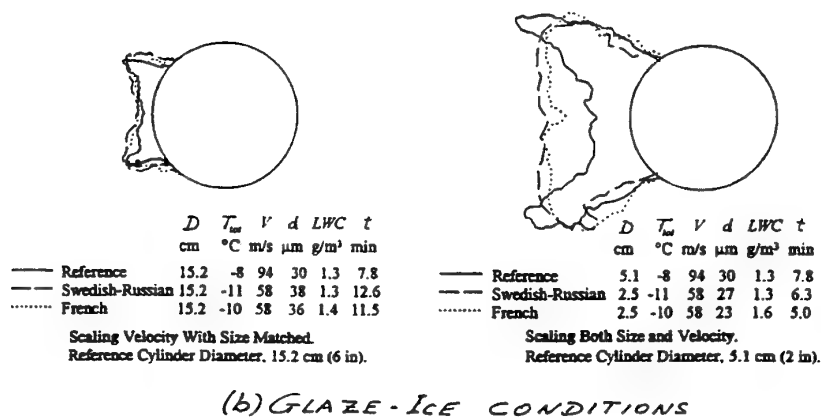 D T_tot V d LWC t
cm °C m/s µm g/m³ min
Reference 15.2 -8 94 30 1.3 7.8
Swedish-Russian 15.2 -11 58 38 1.3 12.6
French 15.2 -10 58 36 1.4 11.5
Scaling Velocity With Size Matched.
Reference Cylinder Diameter, 15.2 cm (6 in).
D T_tot V d LWC t
cm °C m/s µm g/m³ min
Reference 5.1 -8 94 30 1.3 7.8
Swedish-Russian 2.5 -11 58 27 1.3 6.3
French 2.5 -10 58 23 1.6 5.0
Scaling Both Size and Velocity.
Reference Cylinder Diameter, 5.1 cm (2 in).
(b) GLAZE-ICE CONDITIONS